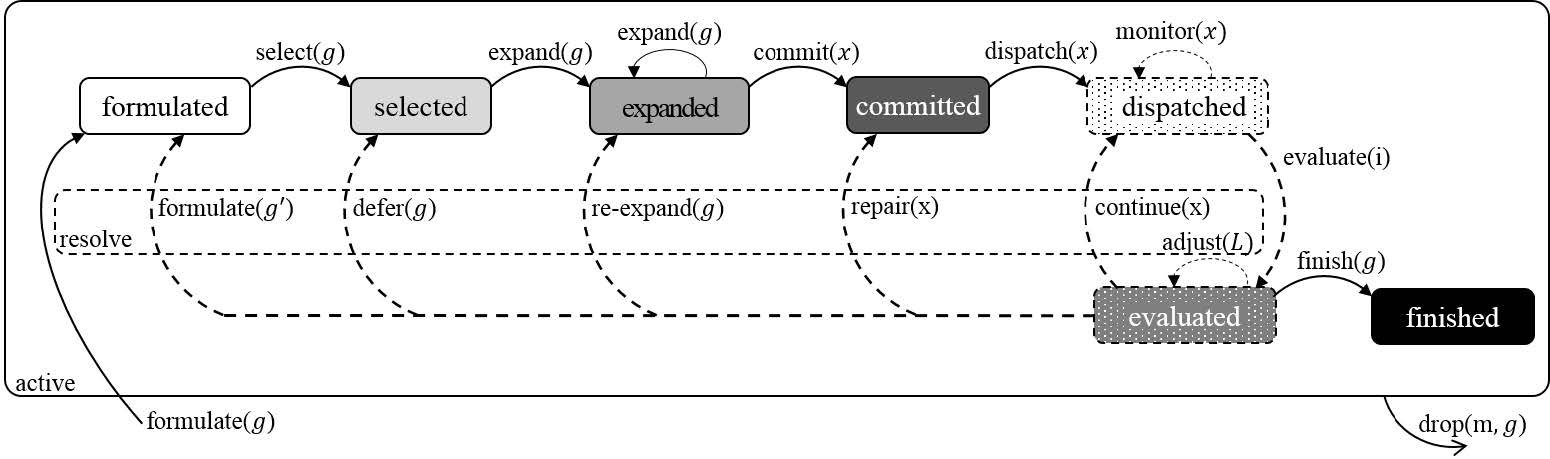 select(g)
expand(g)
expand(g)
commit(x)
dispatch(x)
monitor(x)
formulated
selected
expanded
committed
dispatched
evaluate(i)
formulate(g′)
defer(g)
re-expand(g)
repair(x)
continue(x)
resolve
adjust(L)
finish(g)
evaluated
finished
active
formulate(g)
drop(m, g)